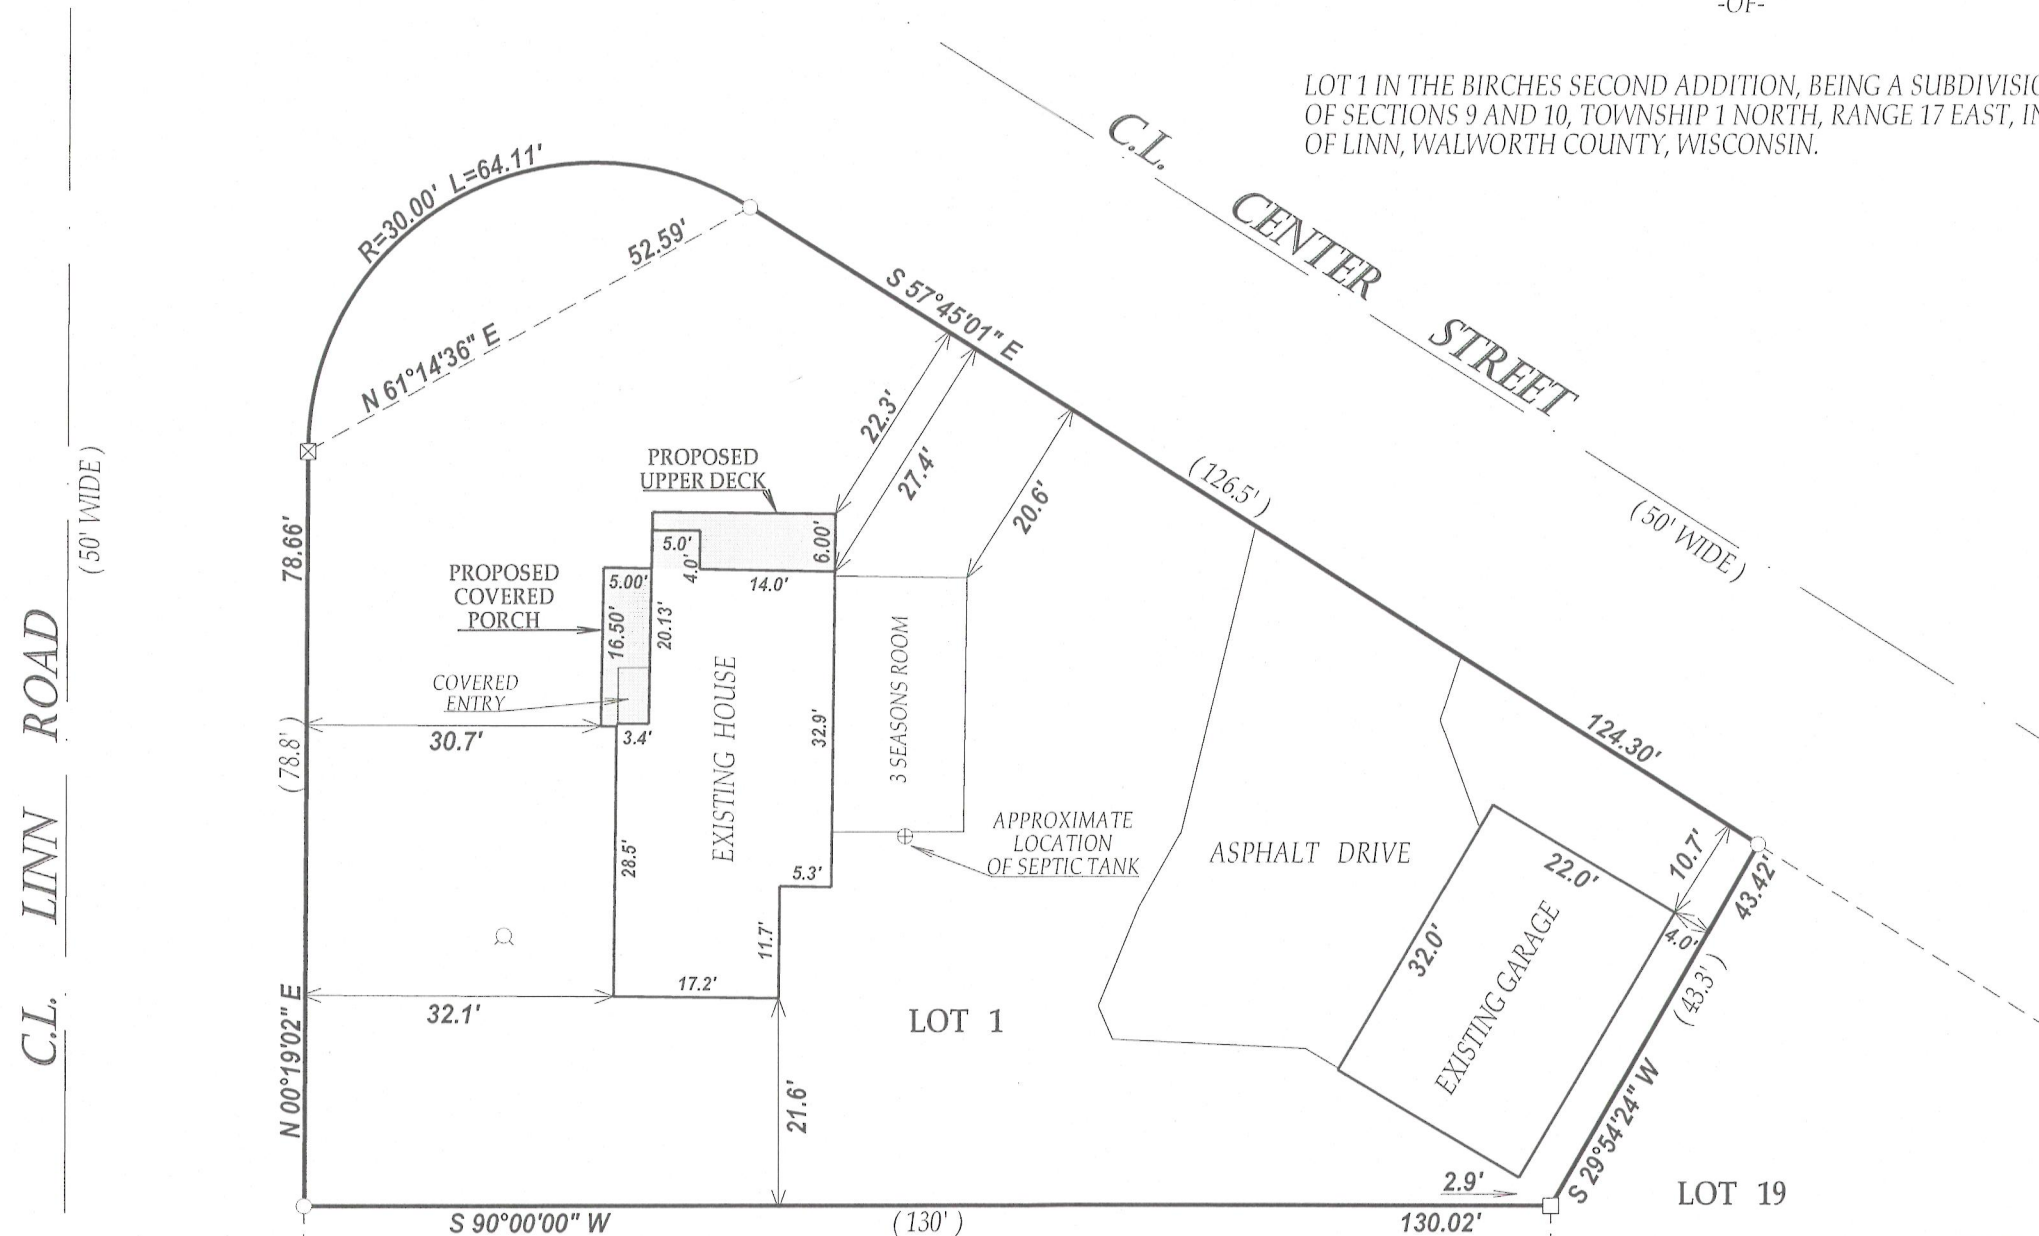 -OF-
LOT 1 IN THE BIRCHES SECOND ADDITION, BEING A
OF SECTIONS 9 AND 10, TOWNSHIP 1 NORTH, RANGE 17 EAST,
OF LINN, WALWORTH COUNTY, WISCONSIN.
C.L. CENTER STREET
( 50' WIDE )
R=30.00' L=64.11'
52.59'
N 61°14'36" E
S 57°45'01" E
22.3'
27.4'
20.6'
( 126.5' )
124.30'
78.66'
( 50' WIDE )
C.L. LINN ROAD
( 78.8' )
N 00°19'02" E
PROPOSED
UPPER DECK
5.0'
4.0'
6.00'
14.0'
PROPOSED
COVERED
PORCH
5.00'
16.50'
20.13'
COVERED
ENTRY
30.7'
3.4'
EXISTING HOUSE
32.9'
3 SEASONS ROOM
28.5'
5.3'
11.7'
17.2'
32.1'
21.6'
APPROXIMATE
LOCATION
OF SEPTIC TANK
ASPHALT DRIVE
LOT 1
22.0'
32.0'
EXISTING GARAGE
10.7'
4.0'
43.42'
( 43.3' )
S 29°54'24" W
2.9'
LOT 19
S 90°00'00" W
( 130' )
130.02'